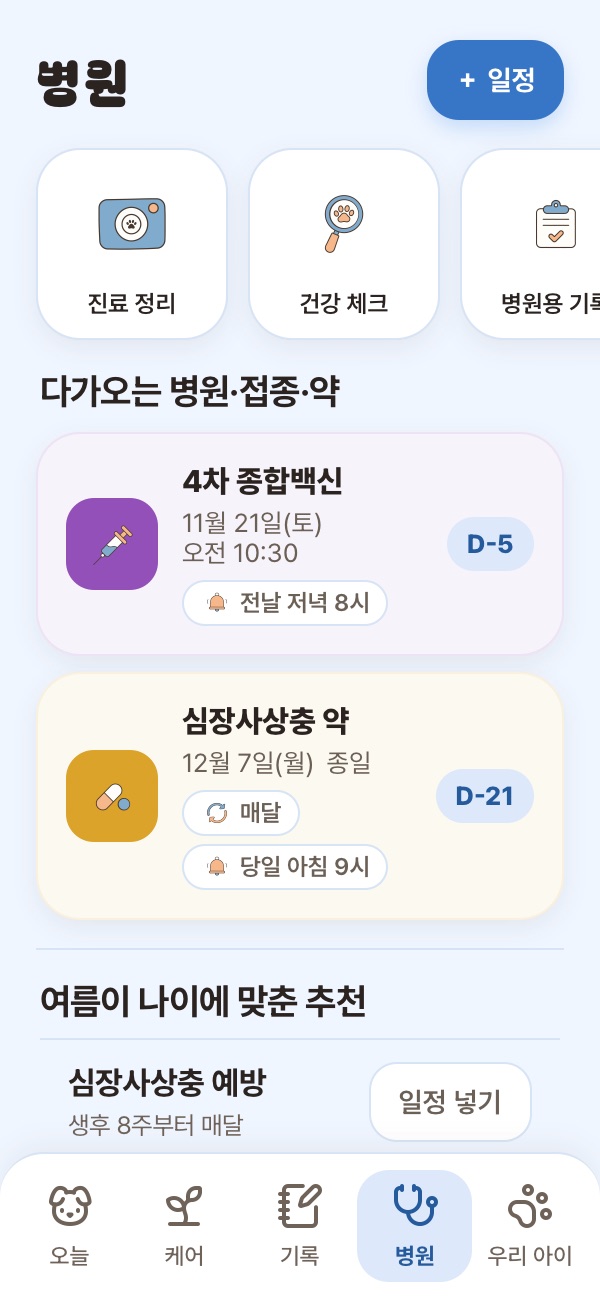 병원
+ 일정
진료 정리
건강 체크
병원용 기록
다가오는 병원·접종·약
4차 종합백신
11월 21일(토)
오전 10:30
D-5
전날 저녁 8시
심장사상충 약
12월 7일(월) 종일
D-21
매달
당일 아침 9시
여름이 나이에 맞춘 추천
심장사상충 예방
생후 8주부터 매달
일정 넣기
오늘
케어
기록
병원
우리 아이